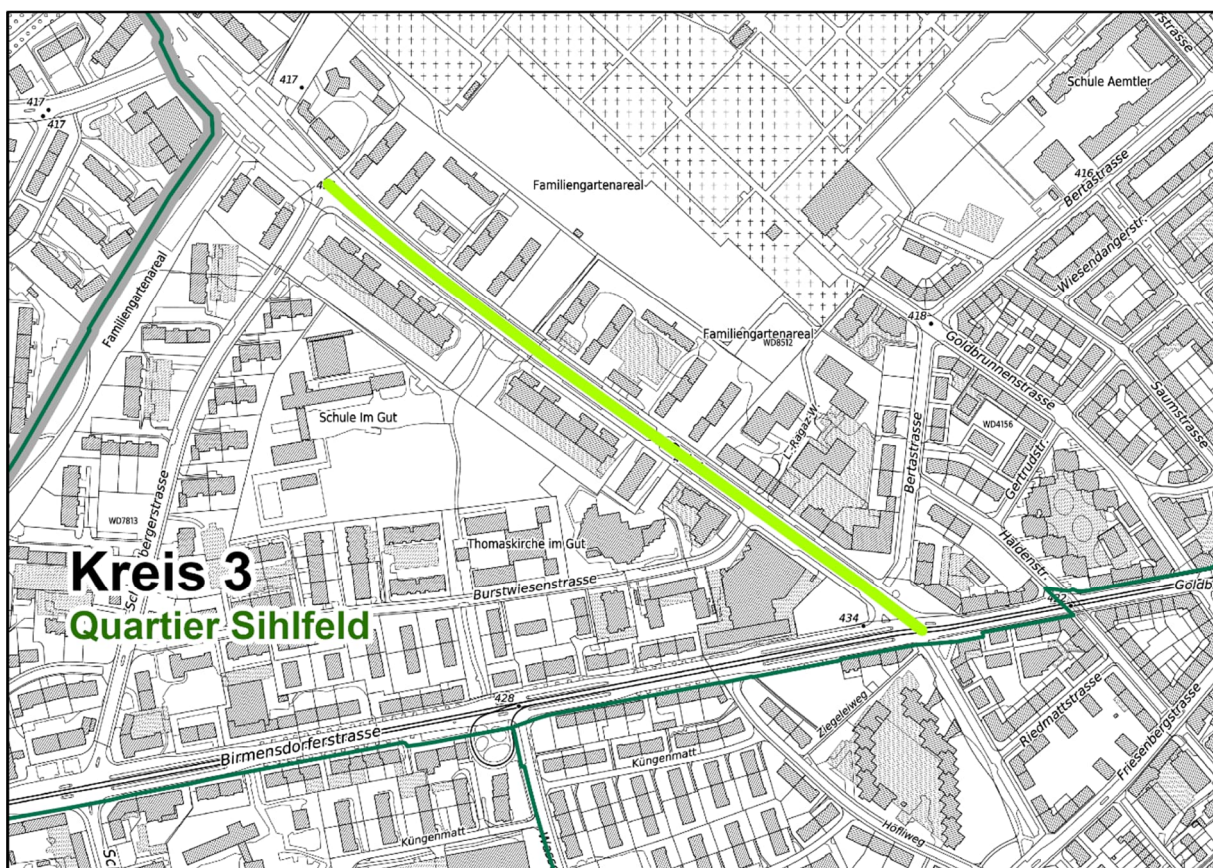 417
417
417
Schule Aemtler
416
Bertastrasse
Familiengartenareal
Wiesendangerstr.
Familiengartenareal
418
Familiengartenareal
WD8512
Goldbrunnenstrasse
Saumstrasse
Schule Im Gut
L.-Ragaz-W.
WD4156
Bertastrasse
Gertrudstr.
WD7813
Thomaskirche im Gut
Haldenstr.
Kreis 3
Burstwiesenstrasse
Quartier Sihlfeld
434
428
Birmensdorferstrasse
Ziegeleiweg
Riedmattstrasse
Friesenbergstrasse
Küngenmatt
Küngenmatt
Höfliweg